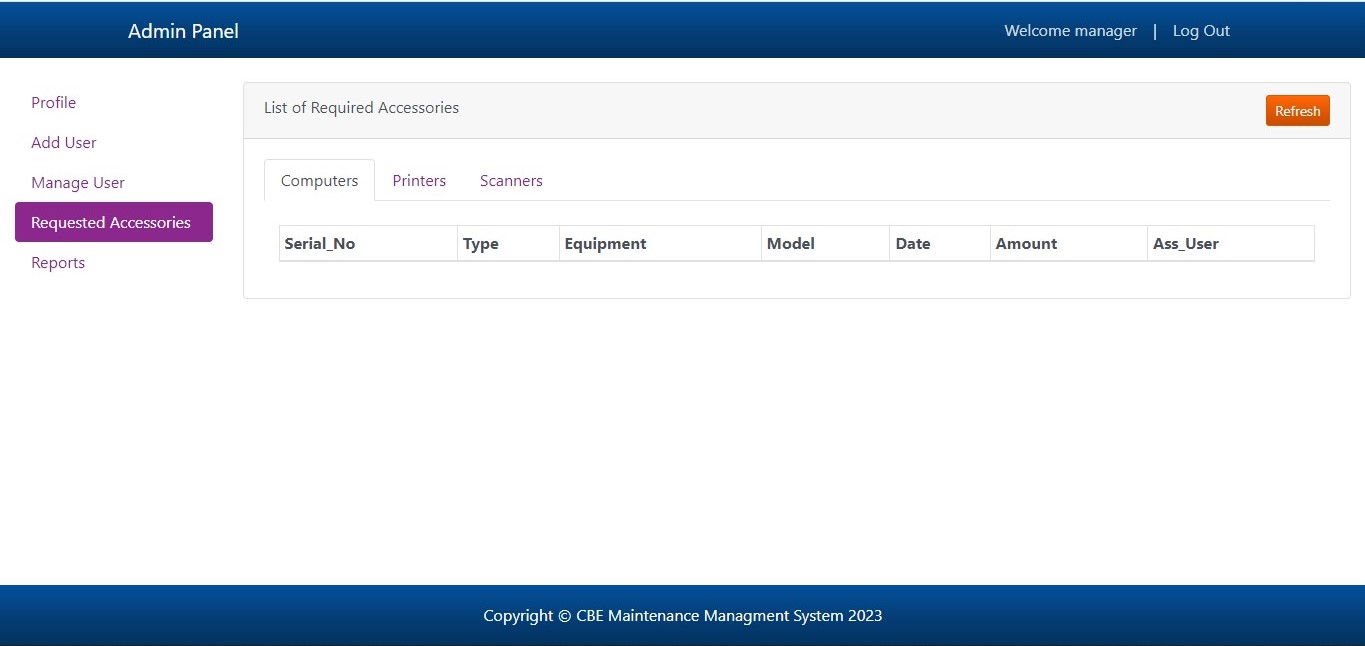 Admin Panel
Welcome manager | Log Out
Profile
Add User
Manage User
Requested Accessories
Reports
List of Required Accessories
Refresh
Computers Printers Scanners
Serial_No Type Equipment Model Date Amount Ass_User
Copyright © CBE Maintenance Managment System 2023